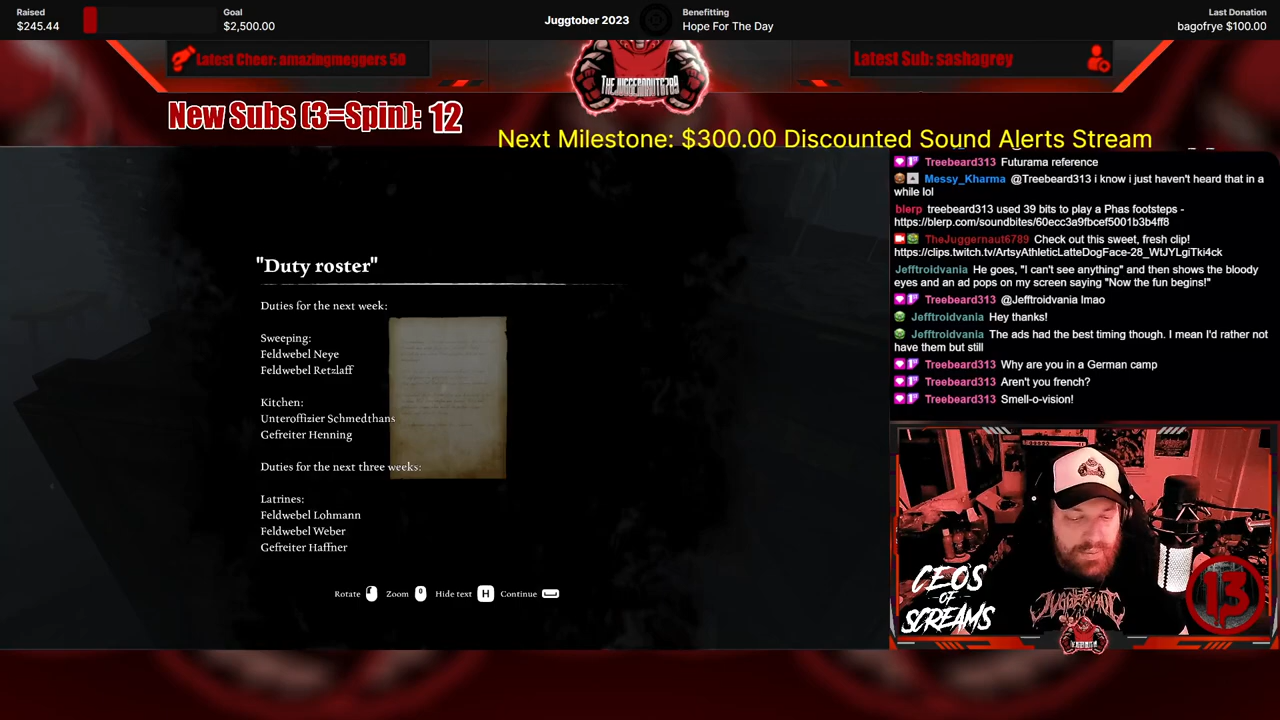 Raised
$245.44
Goal
$2,500.00
Juggtober 2023
Benefitting
Hope For The Day
Last Donation
bagofrye $100.00
Latest Cheer: amazingmeggers 50
THEJUGGERNAUT6789
Latest Sub: sashagrey
New Subs (3=Spin): 12
Next Milestone: $300.00 Discounted Sound Alerts Stream
"Duty roster"
Duties for the next week:
Sweeping:
Feldwebel Neye
Feldwebel Retzlaff
Kitchen:
Unteroffizier Schmedthans
Gefreiter Henning
Duties for the next three weeks:
Latrines:
Feldwebel Lohmann
Feldwebel Weber
Gefreiter Haffner
Rotate Zoom Hide text H Continue
Treebeard313 Futurama reference
Messy_Kharma @Treebeard313 i know i just haven't heard that in a
while lol
blerp treebeard313 used 39 bits to play a Phas footsteps -
https://blerp.com/soundbites/60ecc3a9fbcef5001b3b4ff8
TheJuggernaut6789 Check out this sweet, fresh clip!
https://clips.twitch.tv/ArtsyAthleticLatteDogFace-28_WtJYLgiTki4ck
Jefftroidvania He goes, "I can't see anything" and then shows the bloody
eyes and an ad pops on my screen saying "Now the fun begins!"
Treebeard313 @Jefftroidvania lmao
Jefftroidvania Hey thanks!
Jefftroidvania The ads had the best timing though. I mean I'd rather not
have them but still
Treebeard313 Why are you in a German camp
Treebeard313 Aren't you french?
Treebeard313 Smell-o-vision!
CEOS
OF
SCREAMS
JUGGERNAUT
13